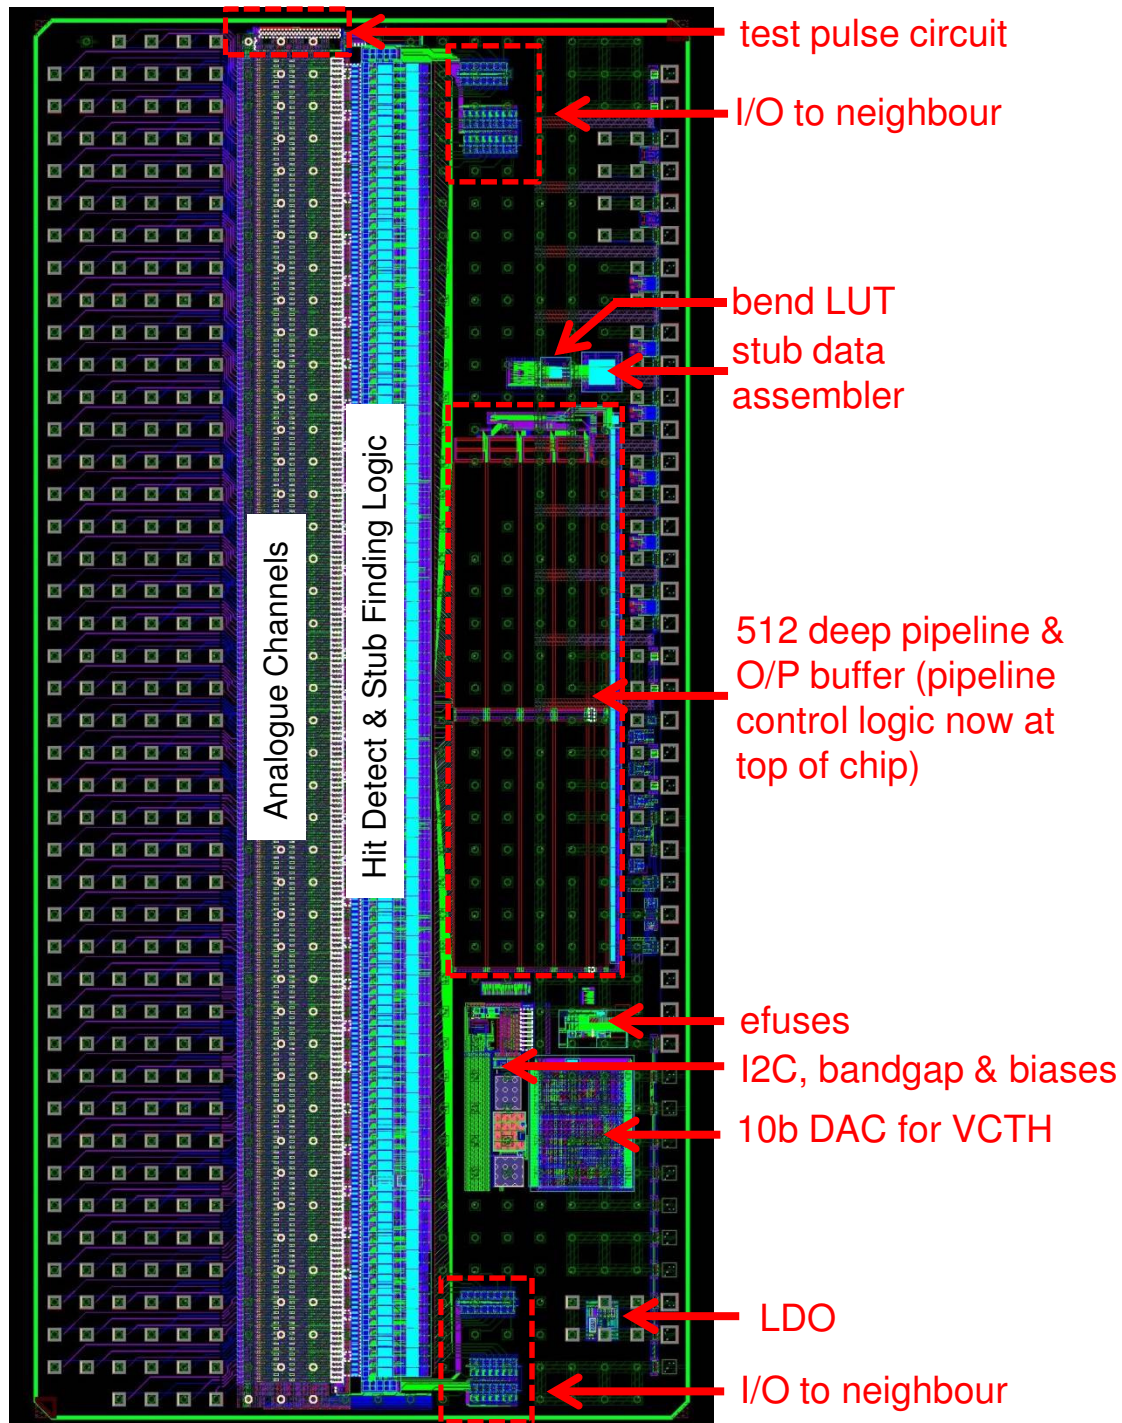 test pulse circuit
I/O to neighbour
bend LUT
stub data
assembler
Analogue Channels
Hit Detect & Stub Finding Logic
512 deep pipeline &
O/P buffer (pipeline
control logic now at
top of chip)
efuses
I2C, bandgap & biases
10b DAC for VCTH
LDO
I/O to neighbour